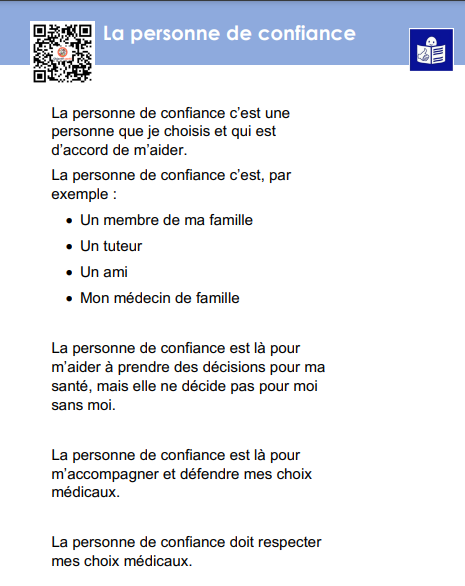 La personne de confiance
La personne de confiance c’est une
personne que je choisis et qui est
d’accord de m’aider.
La personne de confiance c’est, par
exemple :
• Un membre de ma famille
• Un tuteur
• Un ami
• Mon médecin de famille
La personne de confiance est là pour
m’aider à prendre des décisions pour ma
santé, mais elle ne décide pas pour moi
sans moi.
La personne de confiance est là pour
m’accompagner et défendre mes choix
médicaux.
La personne de confiance doit respecter
mes choix médicaux.